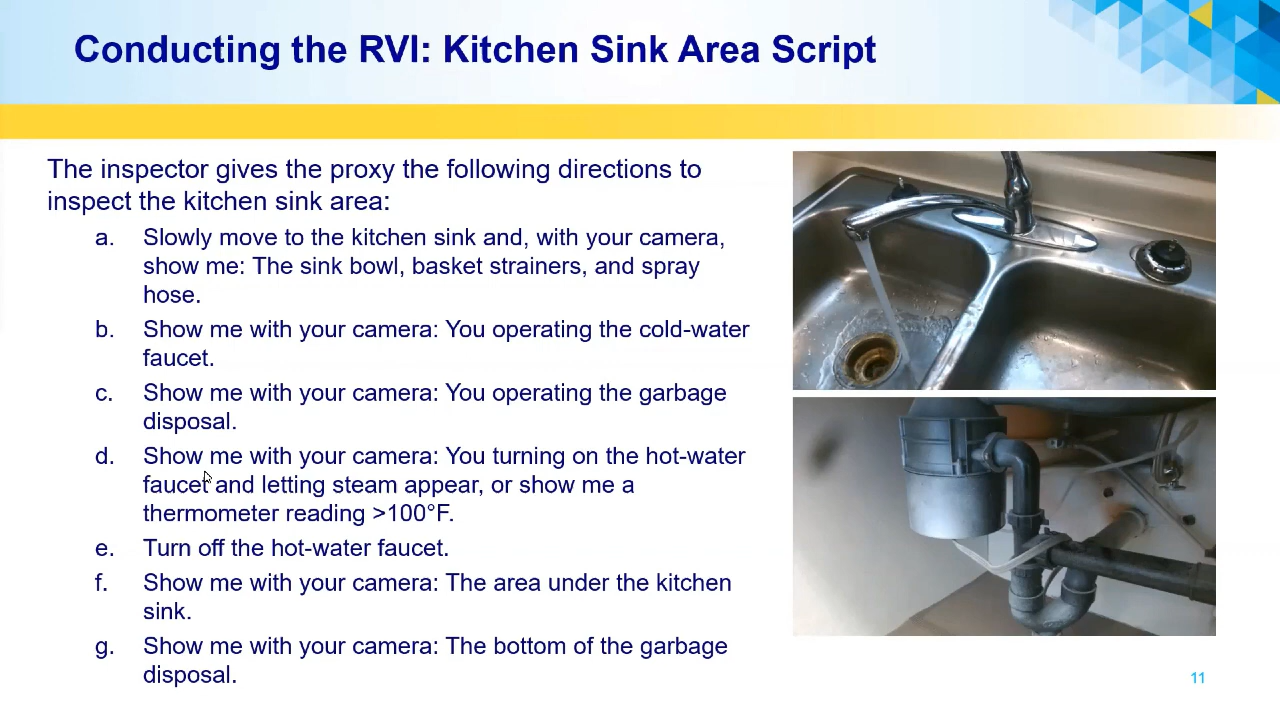 Conducting the RVI: Kitchen Sink Area Script
The inspector gives the proxy the following directions to
inspect the kitchen sink area:
a. Slowly move to the kitchen sink and, with your camera,
show me: The sink bowl, basket strainers, and spray
hose.
b. Show me with your camera: You operating the cold-water
faucet.
c. Show me with your camera: You operating the garbage
disposal.
d. Show me with your camera: You turning on the hot-water
faucet and letting steam appear, or show me a
thermometer reading >100°F.
e. Turn off the hot-water faucet.
f. Show me with your camera: The area under the kitchen
sink.
g. Show me with your camera: The bottom of the garbage
disposal.
11